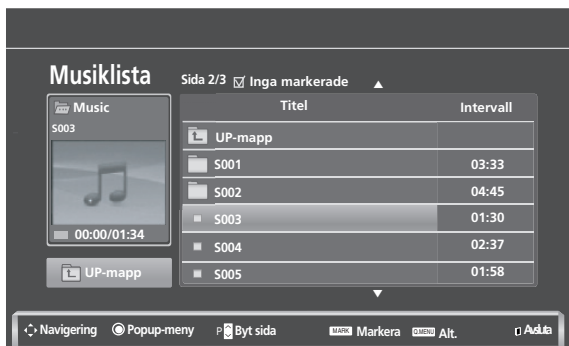 Musiklista
Sida 2/3 Inga markerade
Music
S003
00:00/01:34
UP-mapp
Titel Intervall
UP-mapp
S001 03:33
S002 04:45
S003 01:30
S004 02:37
S005 01:58
Navigering Popup-meny P Byt sida MARK Markera Q.MENU Alt. Avsluta